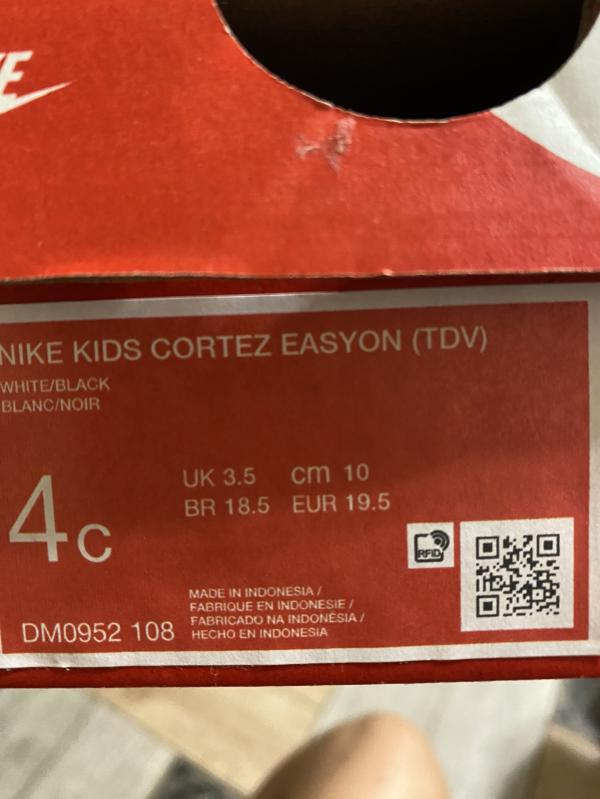 NIKE KIDS CORTEZ EASYON (TDV)
WHITE/BLACK
BLANC/NOIR
UK 3.5 cm 10
BR 18.5 EUR 19.5
4C
RFID
MADE IN INDONESIA /
FABRIQUE EN INDONESIE /
FABRICADO NA INDONÉSIA /
HECHO EN INDONESIA
DM0952 108